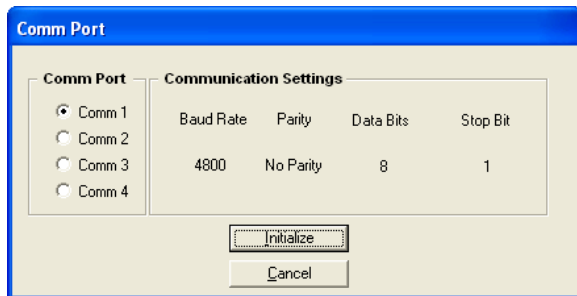 Comm Port
Comm Port
Comm 1
Comm 2
Comm 3
Comm 4
Communication Settings
Baud Rate Parity Data Bits Stop Bit
4800 No Parity 8 1
Initialize
Cancel